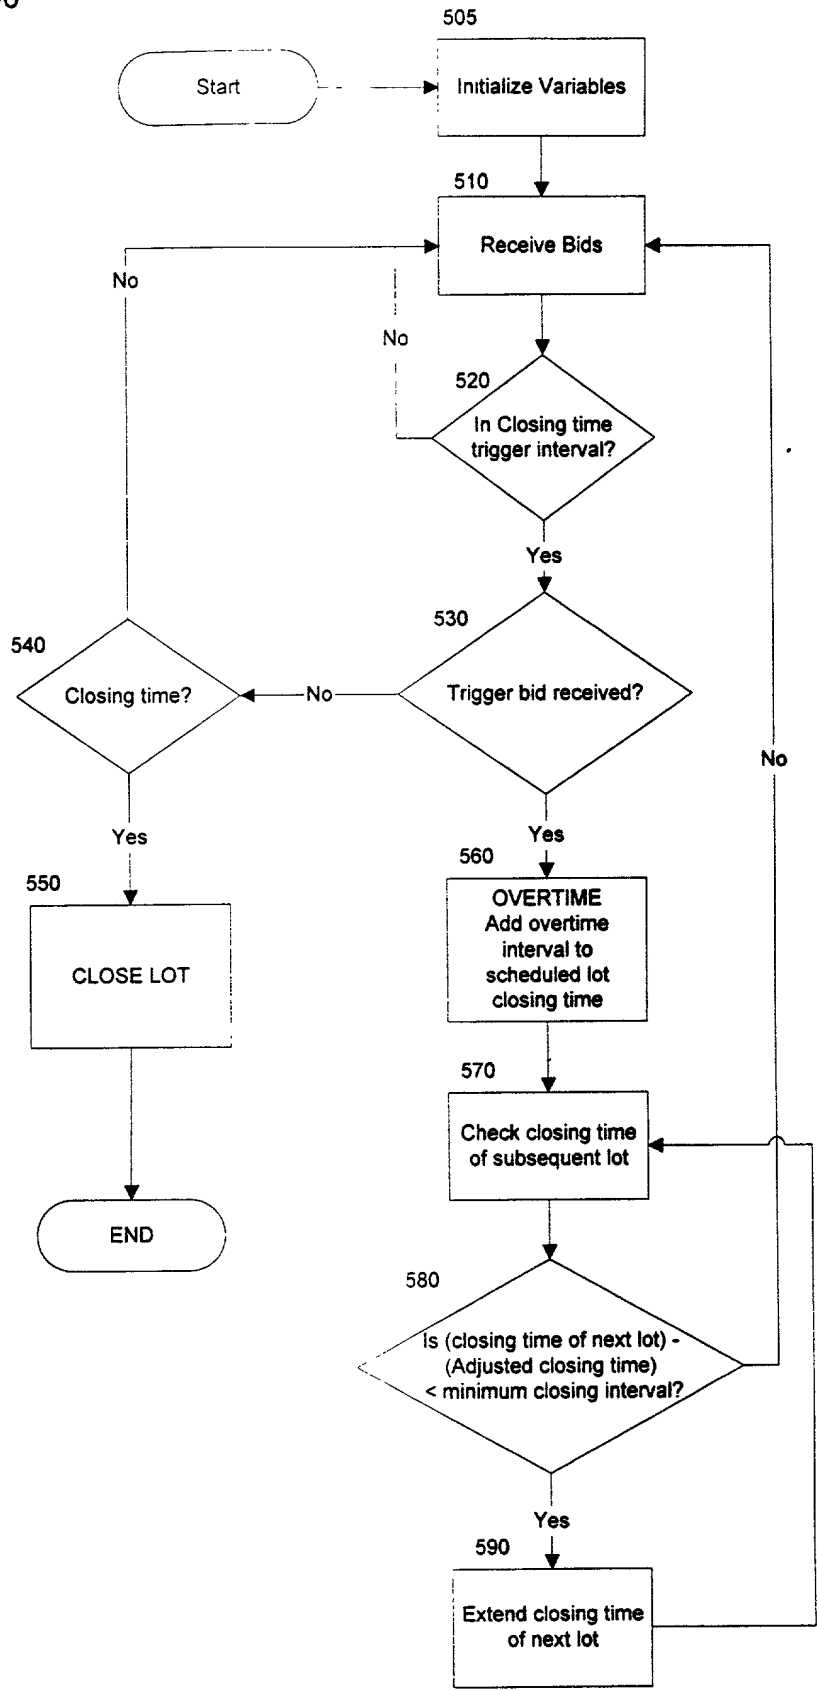 505
Start
Initialize Variables
510
Receive Bids
No
No
520
In Closing time
trigger interval?
Yes
530
540
Closing time?
No
Trigger bid received?
No
Yes
Yes
560
550
OVERTIME
Add overtime
interval to
scheduled lot
closing time
CLOSE LOT
570
Check closing time
of subsequent lot
END
580
Is (closing time of next lot) -
(Adjusted closing time)
< minimum closing interval?
Yes
590
Extend closing time
of next lot